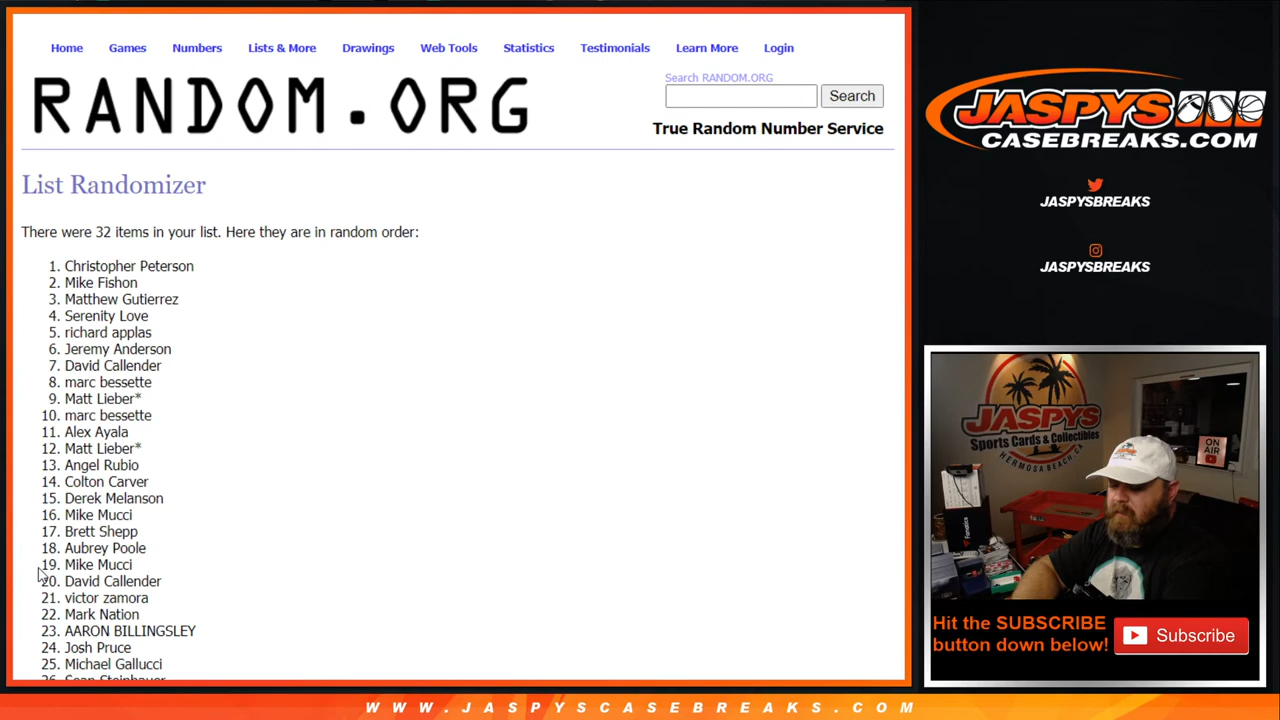 Home Games Numbers Lists & More Drawings Web Tools Statistics Testimonials Learn More Login
RANDOM.ORG
Search RANDOM.ORG
Search
True Random Number Service
List Randomizer
There were 32 items in your list. Here they are in random order:
1. Christopher Peterson
2. Mike Fishon
3. Matthew Gutierrez
4. Serenity Love
5. richard applas
6. Jeremy Anderson
7. David Callender
8. marc bessette
9. Matt Lieber*
10. marc bessette
11. Alex Ayala
12. Matt Lieber*
13. Angel Rubio
14. Colton Carver
15. Derek Melanson
16. Mike Mucci
17. Brett Shepp
18. Aubrey Poole
19. Mike Mucci
20. David Callender
21. victor zamora
22. Mark Nation
23. AARON BILLINGSLEY
24. Josh Pruce
25. Michael Gallucci
26. Sean Steinhauer
JASPYS
CASEBREAKS.COM
JASPYSBREAKS
JASPYSBREAKS
JASPYS
Sports Cards & Collectibles
HERMOSA BEACH, CA
ON AIR
Fanatics
Hit the SUBSCRIBE
button down below!
Subscribe
WWW.JASPYSCASEBREAKS.COM